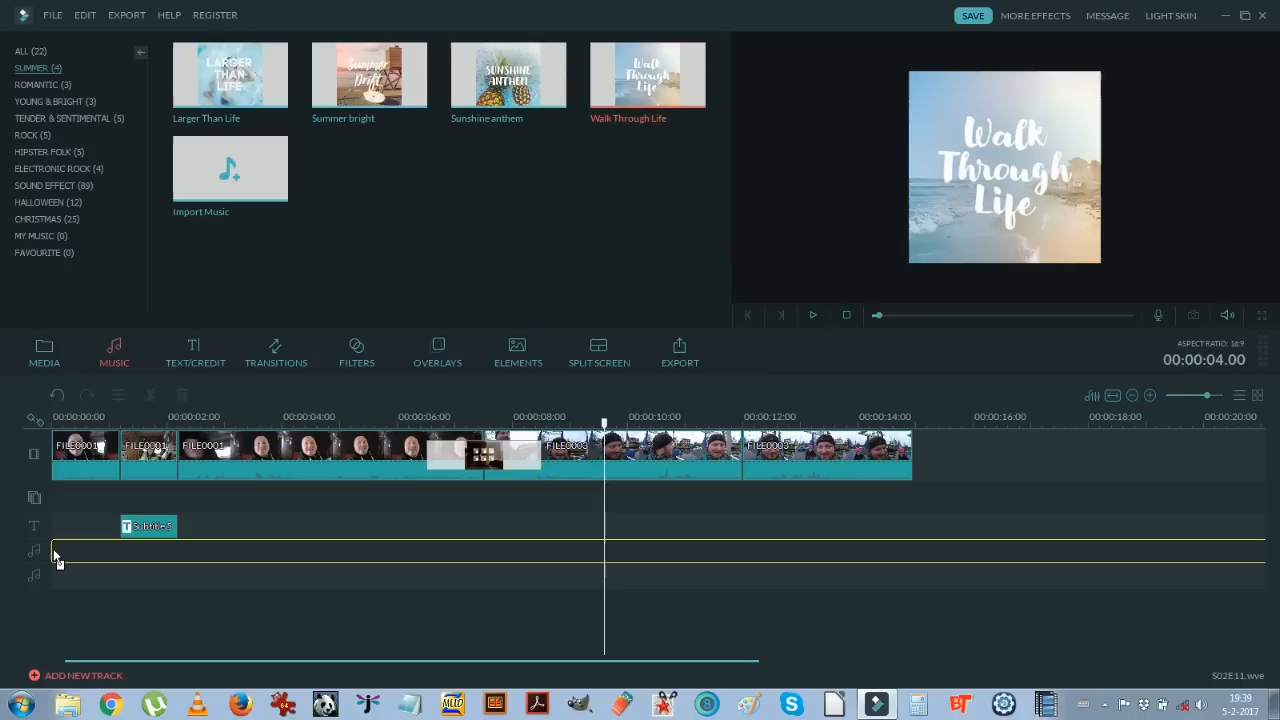 FILE EDIT EXPORT HELP REGISTER SAVE MORE EFFECTS MESSAGE LIGHT SKIN
ALL (22)
SUMMER (4)
ROMANTIC (3)
YOUNG & BRIGHT (3)
TENDER & SENTIMENTAL (5)
ROCK (5)
HIPSTER FOLK (5)
ELECTRONIC ROCK (4)
SOUND EFFECT (89)
HALLOWEEN (12)
CHRISTMAS (25)
MY MUSIC (0)
FAVOURITE (0)
LARGER
THAN
LIFE
Larger Than Life
Summer
Drift
Summer bright
SUNSHINE
ANTHEM
Sunshine anthem
Walk
Through
Life
Walk Through Life
Import Music
Walk
Through
Life
MEDIA MUSIC TEXT/CREDIT TRANSITIONS FILTERS OVERLAYS ELEMENTS SPLIT SCREEN EXPORT
ASPECT RATIO: 16:9
00:00:04.00
00:00:00:00 00:00:02:00 00:00:04:00 00:00:06:00 00:00:08:00 00:00:10:00 00:00:12:00 00:00:14:00 00:00:16:00 00:00:18:00 00:00:20:00
FILE0001 FILE0001 FILE0001 FILE0003 FILE0003
T Subtitle 5
ADD NEW TRACK
S02E11.wve
19:39
5-2-2017